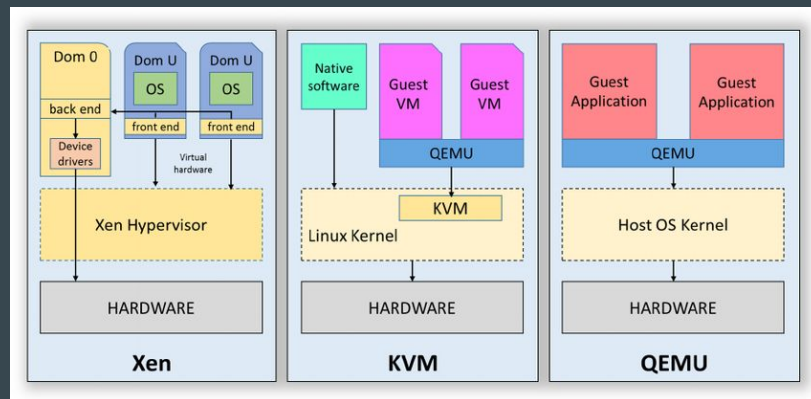 Dom 0
back end
Device
drivers
Dom U
OS
front end
Dom U
OS
front end
Virtual
hardware
Xen Hypervisor
HARDWARE
Xen
Native
software
Guest
VM
Guest
VM
QEMU
KVM
Linux Kernel
HARDWARE
KVM
Guest
Application
Guest
Application
QEMU
Host OS Kernel
HARDWARE
QEMU